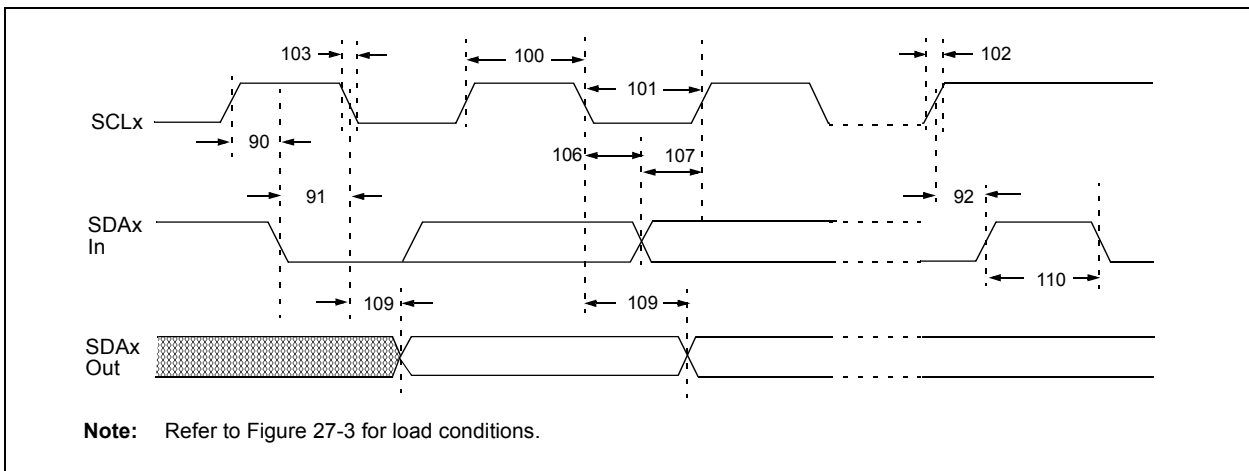 103
100
102
101
SCLx
90
106
107
91
92
SDAx
In
110
109
109
SDAx
Out
Note: Refer to Figure 27-3 for load conditions.